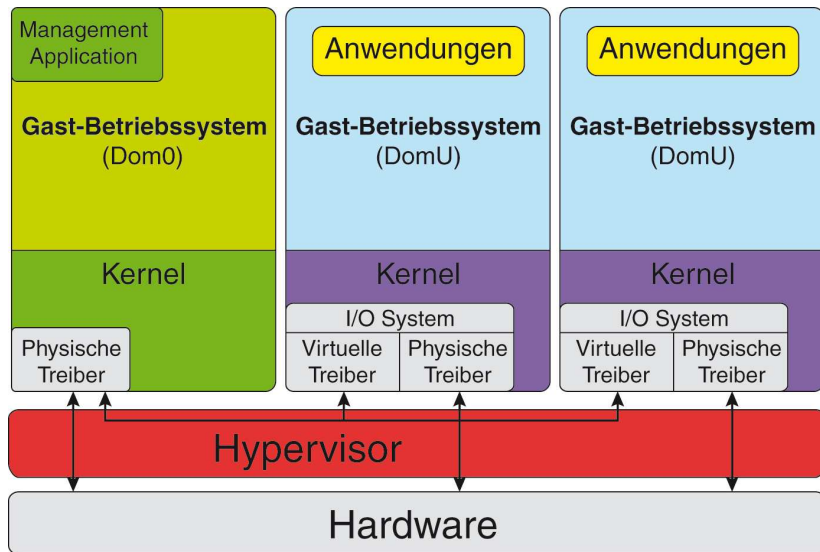 Management
Application
Gast-Betriebssystem
(Dom0)
Kernel
Physische
Treiber
Anwendungen
Gast-Betriebssystem
(DomU)
Kernel
I/O System
Virtuelle
Treiber
Physische
Treiber
Anwendungen
Gast-Betriebssystem
(DomU)
Kernel
I/O System
Virtuelle
Treiber
Physische
Treiber
Hypervisor
Hardware